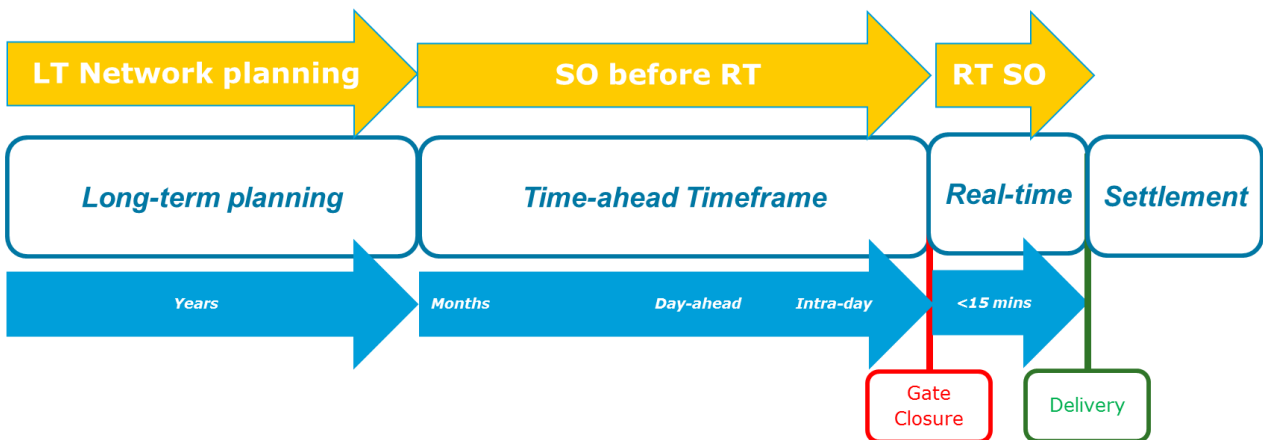 LT Network planning
SO before RT
RT SO
Long-term planning
Time-ahead Timeframe
Real-time
Settlement
Years
Months
Day-ahead
Intra-day
<15 mins
Gate
Closure
Delivery